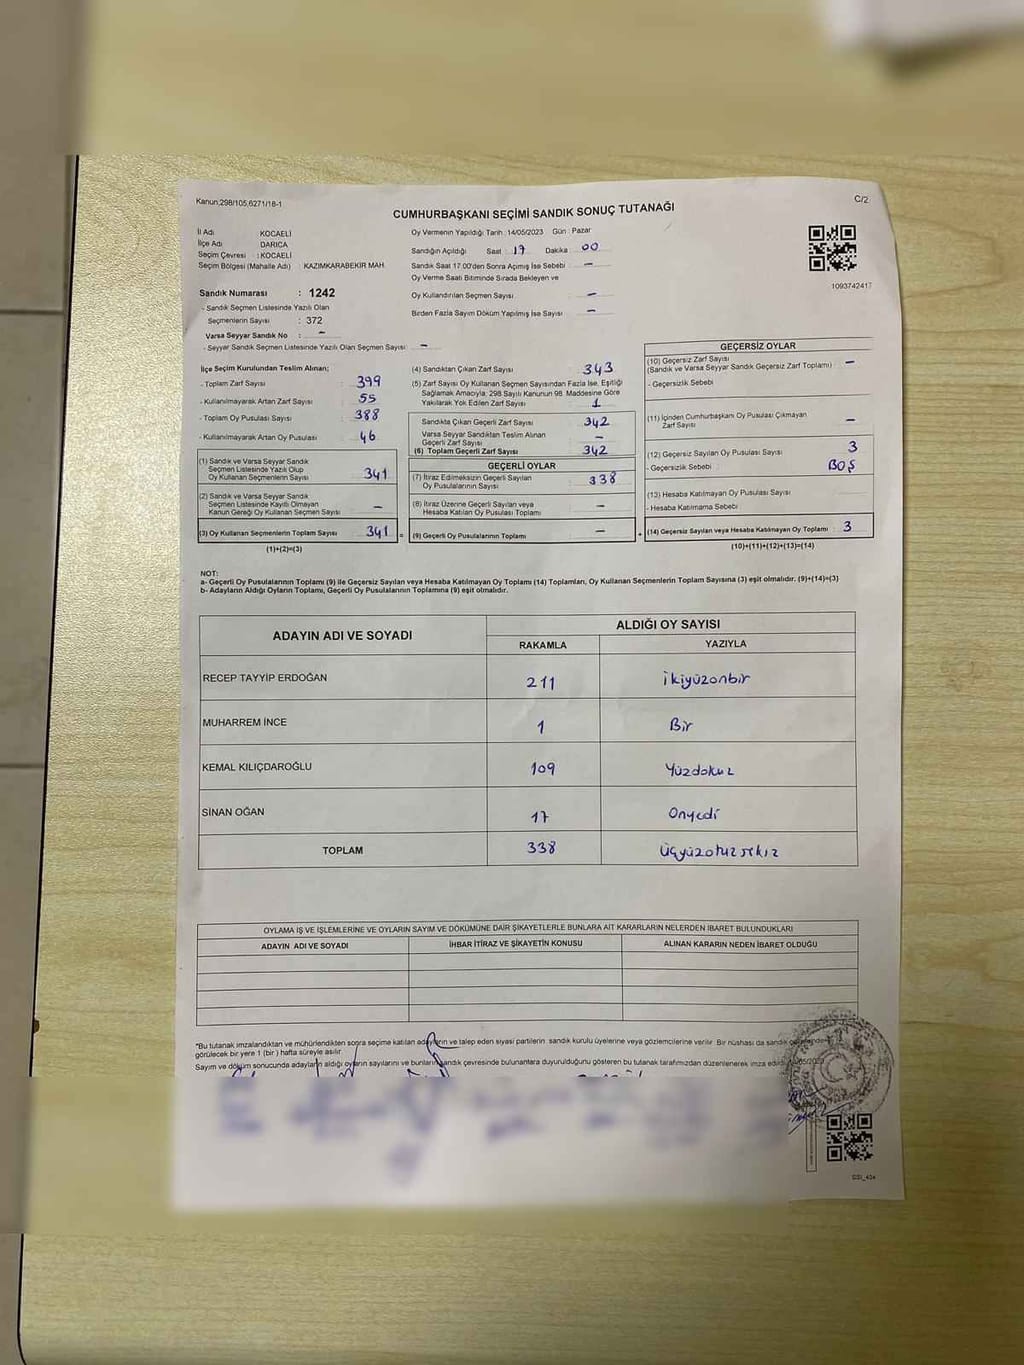 Kanun;298/105,6271/18-1
C/2
CUMHURBAŞKANI SEÇİMİ SANDIK SONUÇ TUTANAĞI
İl Adı KOCAELİ
İlçe Adı DARICA
Seçim Çevresi : KOCAELİ
Seçim Bölgesi (Mahalle Adı) : KAZIMKARABEKİR MAH.
Sandık Numarası : 1242
- Sandık Seçmen Listesinde Yazılı Olan
Seçmenlerin Sayısı : 372
Varsa Seyyar Sandık No : –
- Seyyar Sandık Seçmen Listesinde Yazılı Olan Seçmen Sayısı : –
Oy Vermenin Yapıldığı Tarih : 14/05/2023 Gün : Pazar
Sandığın Açıldığı Saat : 17 Dakika : 00
Sandık Saat 17.00'den Sonra Açımış İse Sebebi : –
Oy Verme Saati Bitiminde Sırada Bekleyen ve
Oy Kullandırılan Seçmen Sayısı : –
Birden Fazla Sayım Döküm Yapılmış İse Sayısı : –
1093742417
İlçe Seçim Kurulundan Teslim Alınan;
- Toplam Zarf Sayısı : 399
- Kullanılmayarak Artan Zarf Sayısı : 55
- Toplam Oy Pusulası Sayısı : 388
- Kullanılmayarak Artan Oy Pusulası : 46
(1) Sandık ve Varsa Seyyar Sandık
Seçmen Listesinde Yazılı Olup
Oy Kullanan Seçmenlerin Sayısı 341
(2) Sandık ve Varsa Seyyar Sandık
Seçmen Listesinde Kayıtlı Olmayan
Kanun Gereği Oy Kullanan Seçmen Sayısı –
(3) Oy Kullanan Seçmenlerin Toplam Sayısı 341 =
(1)+(2)=(3)
(4) Sandıktan Çıkan Zarf Sayısı : 343
(5) Zarf Sayısı Oy Kullanan Seçmen Sayısından Fazla İse, Eşitliği
Sağlamak Amacıyla; 298 Sayılı Kanunun 98. Maddesine Göre
Yakılarak Yok Edilen Zarf Sayısı : 1
Sandıkta Çıkan Geçerli Zarf Sayısı 342
Varsa Seyyar Sandıktan Teslim Alınan
Geçerli Zarf Sayısı –
(6) Toplam Geçerli Zarf Sayısı 342
GEÇERLİ OYLAR
(7) İtiraz Edilmeksizin Geçerli Sayılan
Oy Pusulalarının Sayısı 338
(8) İtiraz Üzerine Geçerli Sayılan veya
Hesaba Katılan Oy Pusulası Toplamı –
(9) Geçerli Oy Pusulalarının Toplamı – +
GEÇERSİZ OYLAR
(10) Geçersiz Zarf Sayısı
(Sandık ve Varsa Seyyar Sandık Geçersiz Zarf Toplamı) : –
- Geçersizlik Sebebi
(11) İçinden Cumhurbaşkanı Oy Pusulası Çıkmayan
Zarf Sayısı –
(12) Geçersiz Sayılan Oy Pusulası Sayısı 3
- Geçersizlik Sebebi : BOŞ
(13) Hesaba Katılmayan Oy Pusulası Sayısı
- Hesaba Katılmama Sebebi
(14) Geçersiz Sayılan veya Hesaba Katılmayan Oy Toplamı 3
(10)+(11)+(12)+(13)=(14)
NOT:
a- Geçerli Oy Pusulalarının Toplamı (9) ile Geçersiz Sayılan veya Hesaba Katılmayan Oy Toplamı (14) Toplamları, Oy Kullanan Seçmenlerin Toplam Sayısına (3) eşit olmalıdır. (9)+(14)=(3)
b- Adayların Aldığı Oyların Toplamı, Geçerli Oy Pusulalarının Toplamına (9) eşit olmalıdır.
ADAYIN ADI VE SOYADI ALDIĞI OY SAYISI
RAKAMLA YAZIYLA
RECEP TAYYİP ERDOĞAN 211 ikiyüzonbir
MUHARREM İNCE 1 Bir
KEMAL KILIÇDAROĞLU 109 Yüzdokuz
SİNAN OĞAN 17 Onyedi
TOPLAM 338 Üçyüzotuzsekiz
OYLAMA İŞ VE İŞLEMLERİNE VE OYLARIN SAYIM VE DÖKÜMÜNE DAİR ŞİKAYETLERLE BUNLARA AİT KARARLARIN NELERDEN İBARET BULUNDUKLARI
ADAYIN ADI VE SOYADI İHBAR İTİRAZ VE ŞİKAYETİN KONUSU ALINAN KARARIN NEDEN İBARET OLDUĞU
*Bu tutanak imzalandıktan ve mühürlendikten sonra seçime katılan adayların ve talep eden siyasi partilerin sandık kurulu üyelerine veya gözlemcilerine verilir. Bir nüshası da sandık
görülecek bir yere 1 (bir) hafta süreyle asılır.
Sayım ve döküm sonucunda adayların aldığı oyların sayılarını ve bunların sandık çevresinde bulunanlara duyurulduğunu gösteren bu tutanak tarafımızdan düzenlenerek imza edildi.